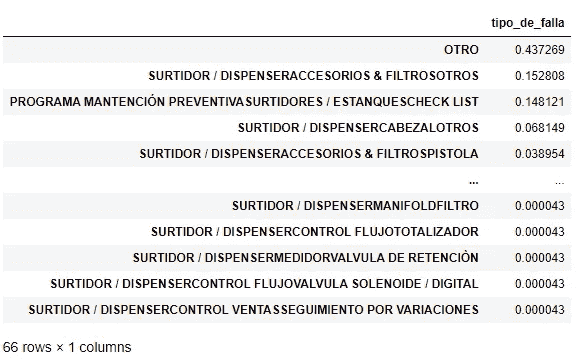 tipo_de_falla
OTRO 0.437269
SURTIDOR / DISPENSERACCESORIOS & FILTROSOTROS 0.152808
PROGRAMA MANTENCIÓN PREVENTIVASURTIDORES / ESTANQUESCHECK LIST 0.148121
SURTIDOR / DISPENSERCABEZALOTROS 0.068149
SURTIDOR / DISPENSERACCESORIOS & FILTROSPISTOLA 0.038954
... ...
SURTIDOR / DISPENSERMANIFOLDFILTRO 0.000043
SURTIDOR / DISPENSERCONTROL FLUJOTOTALIZADOR 0.000043
SURTIDOR / DISPENSERMEDIDORVALVULA DE RETENCIÒN 0.000043
SURTIDOR / DISPENSERCONTROL FLUJOVALVULA SOLENOIDE / DIGITAL 0.000043
SURTIDOR / DISPENSERCONTROL VENTASSEGUIMIENTO POR VARIACIONES 0.000043
66 rows × 1 columns